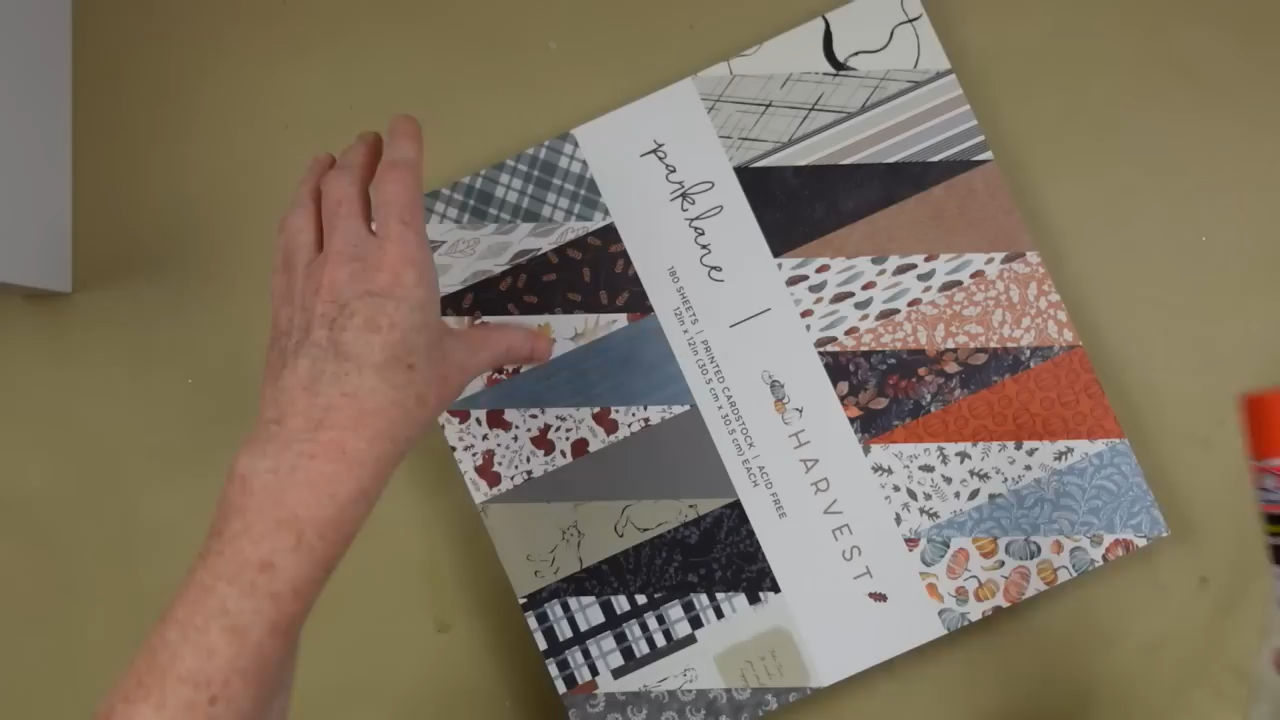 park lane
180 SHEETS | PRINTED CARDSTOCK | ACID FREE
12in x 12in (30.5 cm x 30.5 cm) EACH
HARVEST